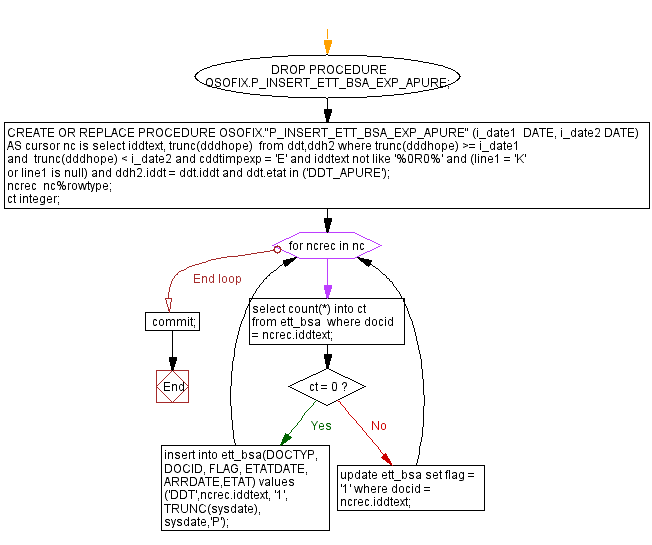 DROP PROCEDURE
OSOFIX.P_INSERT_ETT_BSA_EXP_APURE;
CREATE OR REPLACE PROCEDURE OSOFIX."P_INSERT_ETT_BSA_EXP_APURE" (i_date1 DATE, i_date2 DATE)
AS cursor nc is select iddtext, trunc(dddhope) from ddt,ddh2 where trunc(dddhope) >= i_date1
and trunc(dddhope) < i_date2 and cddtimpexp = 'E' and iddtext not like '%0R0%' and (line1 = 'K'
or line1 is null) and ddh2.iddt = ddt.iddt and ddt.etat in ('DDT_APURE');
ncrec nc%rowtype;
ct integer;
for ncrec in nc
End loop
commit;
End
select count(*) into ct
from ett_bsa where docid
= ncrec.iddtext;
ct = 0 ?
Yes
No
insert into ett_bsa(DOCTYP,
DOCID, FLAG, ETATDATE,
ARRDATE,ETAT) values
('DDT',ncrec.iddtext, '1',
TRUNC(sysdate),
sysdate,'P');
update ett_bsa set flag =
'1' where docid =
ncrec.iddtext;